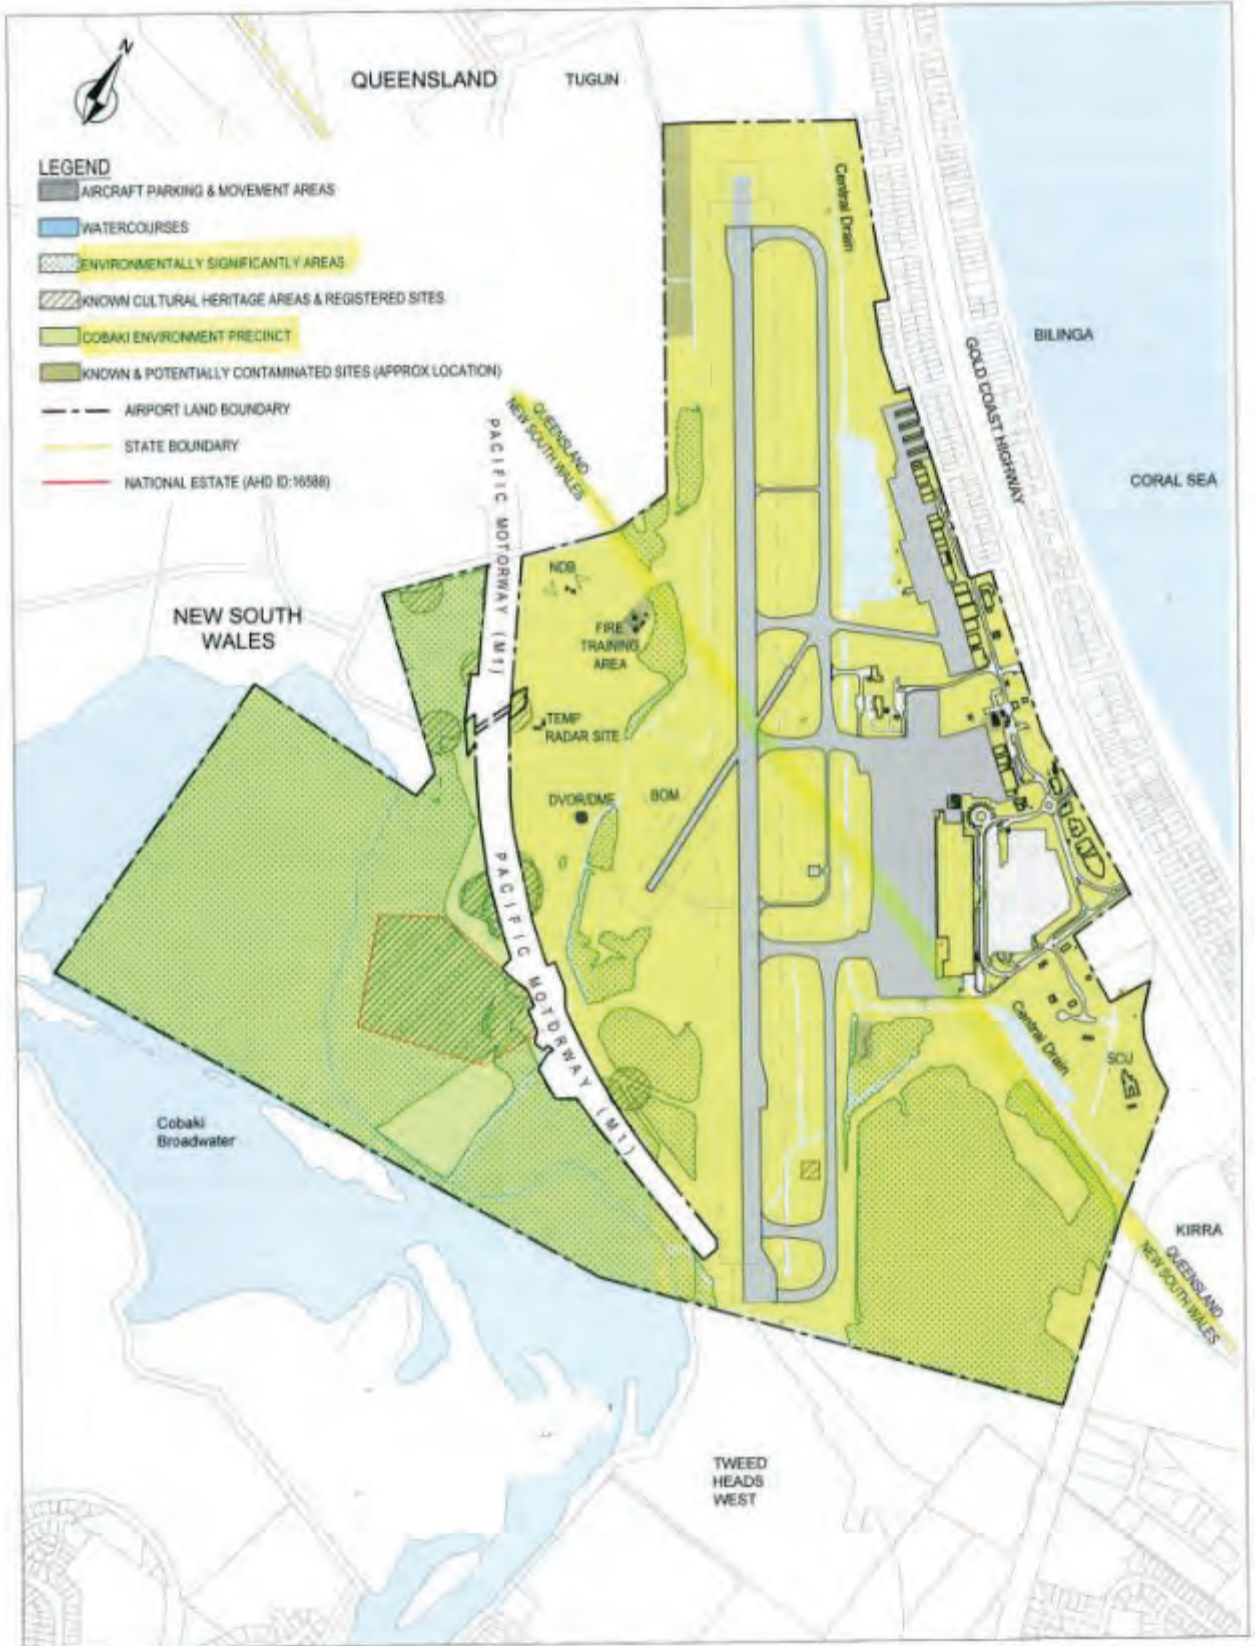 N
QUEENSLAND
TUGUN
LEGEND
AIRCRAFT PARKING & MOVEMENT AREAS
WATERCOURSES
ENVIRONMENTALLY SIGNIFICANTLY AREAS
KNOWN CULTURAL HERITAGE AREAS & REGISTERED SITES
COBAKI ENVIRONMENT PRECINCT
KNOWN & POTENTIALLY CONTAMINATED SITES (APPROX LOCATION)
AIRPORT LAND BOUNDARY
STATE BOUNDARY
NATIONAL ESTATE (AHD ID:16588)
Central Drain
BILINGA
GOLD COAST HIGHWAY
CORAL SEA
QUEENSLAND
NEW SOUTH WALES
PACIFIC MOTORWAY (M1)
NDB
NEW SOUTH
WALES
FIRE
TRAINING
AREA
TEMP
RADAR SITE
DVOR/DME
BOM
PACIFIC MOTORWAY (M1)
Central Drain
SCU
Cobaki
Broadwater
KIRRA
QUEENSLAND
NEW SOUTH WALES
TWEED
HEADS
WEST